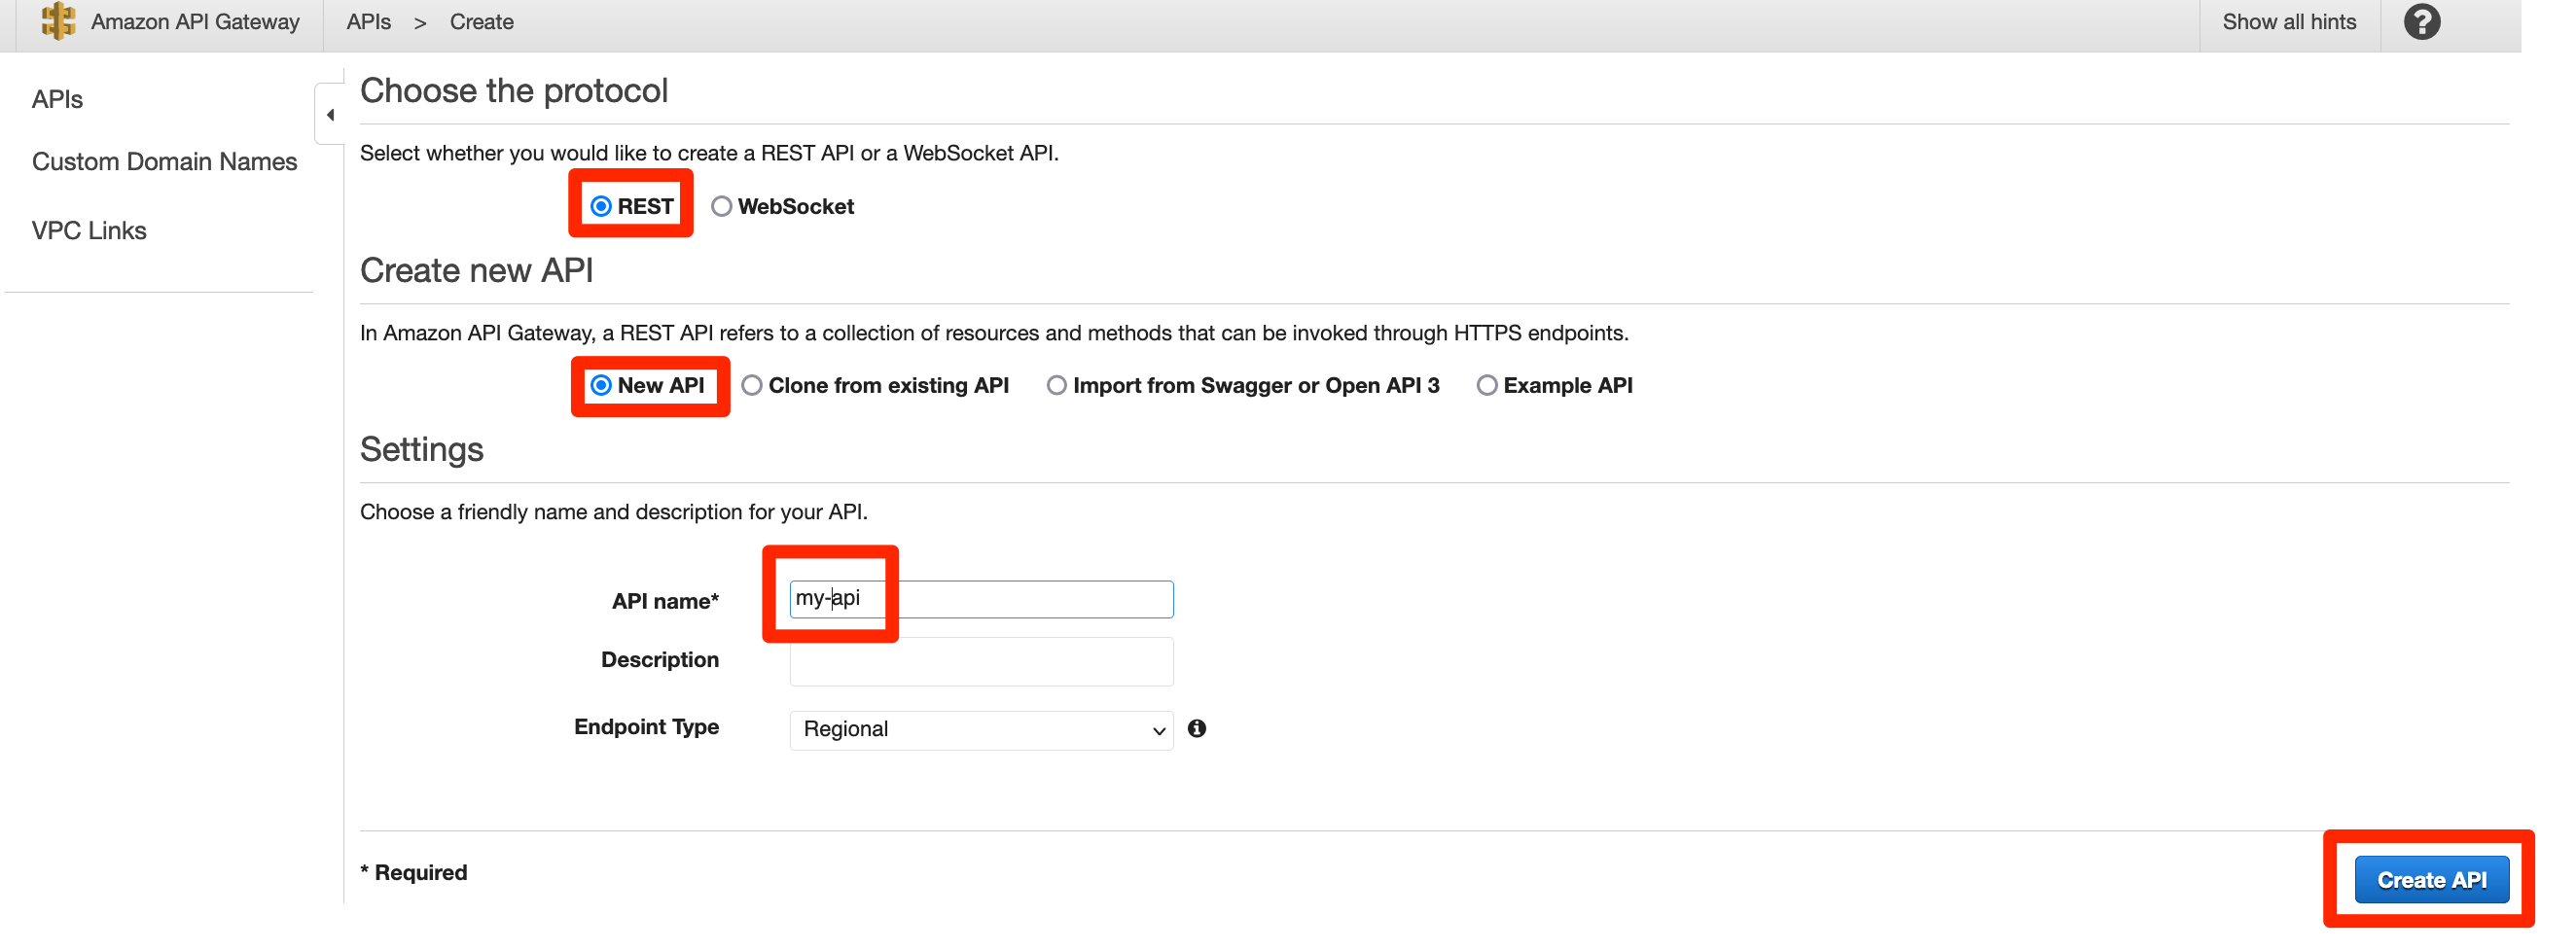 Amazon API Gateway APIs > Create Show all hints ?
APIs
Custom Domain Names
VPC Links
Choose the protocol
Select whether you would like to create a REST API or a WebSocket API.
REST WebSocket
Create new API
In Amazon API Gateway, a REST API refers to a collection of resources and methods that can be invoked through HTTPS endpoints.
New API Clone from existing API Import from Swagger or Open API 3 Example API
Settings
Choose a friendly name and description for your API.
API name* my-api
Description
Endpoint Type Regional
* Required
Create API